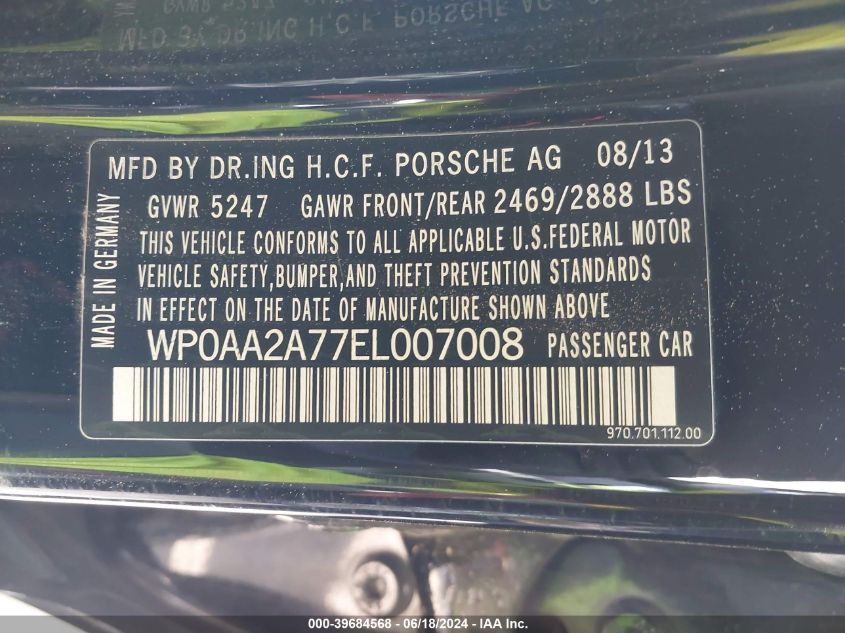 MFD BY DR.ING H.C.F. PORSCHE AG 08/13
GVWR 5247 GAWR FRONT/REAR 2469/2888 LBS
THIS VEHICLE CONFORMS TO ALL APPLICABLE U.S.FEDERAL MOTOR
VEHICLE SAFETY,BUMPER,AND THEFT PREVENTION STANDARDS
IN EFFECT ON THE DATE OF MANUFACTURE SHOWN ABOVE
MADE IN GERMANY
WP0AA2A77EL007008 PASSENGER CAR
970.701.112.00
000-39684568 - 06/18/2024 - IAA Inc.